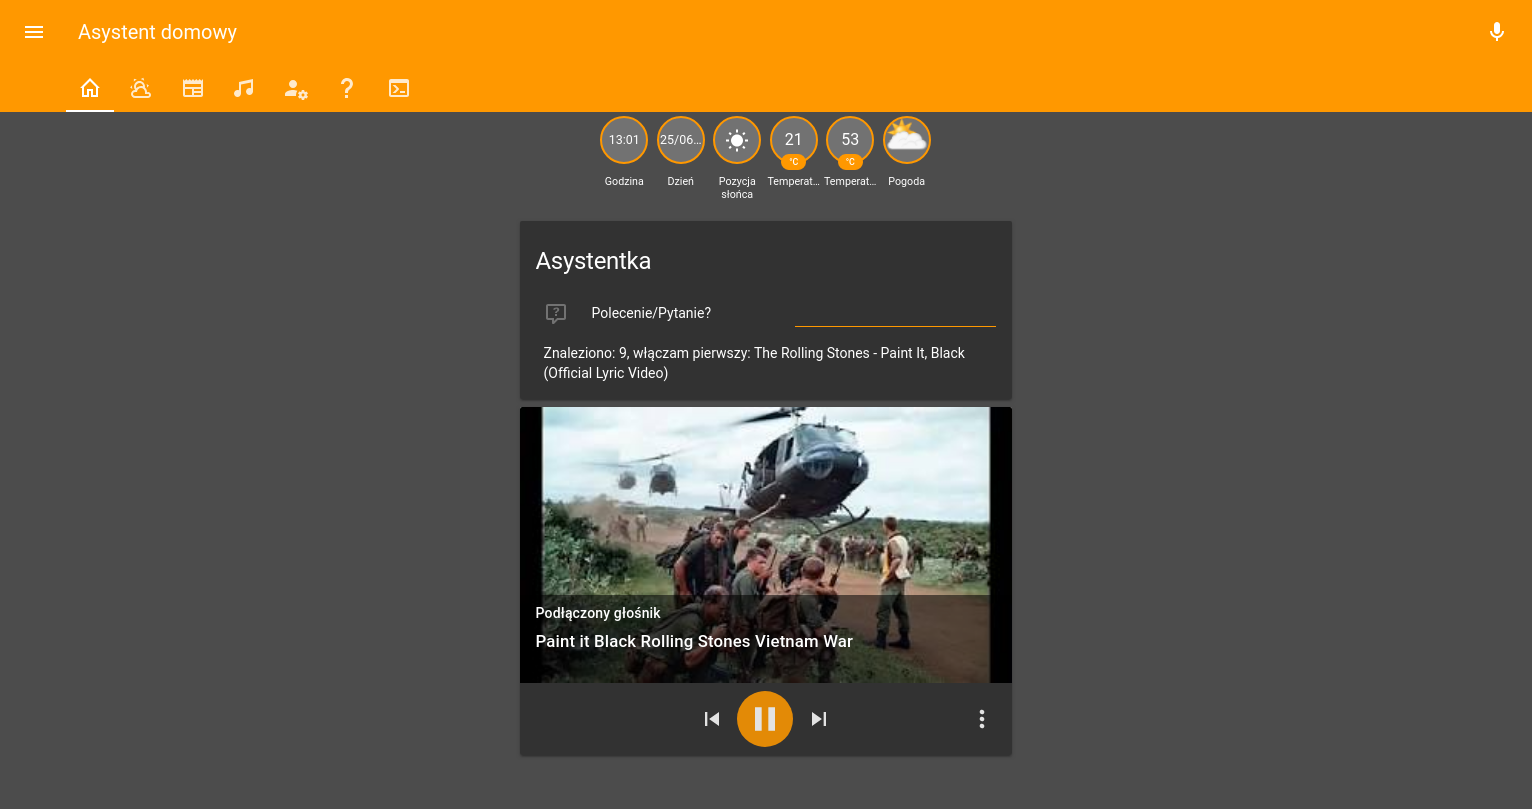 Asystent domowy
13:01
25/06...
21
53
°C
°C
Godzina
Dzień
Pozycja
słońca
Temperat...
Temperat...
Pogoda
Asystentka
Polecenie/Pytanie?
Znaleziono: 9, włączam pierwszy: The Rolling Stones - Paint It, Black
(Official Lyric Video)
Podłączony głośnik
Paint it Black Rolling Stones Vietnam War